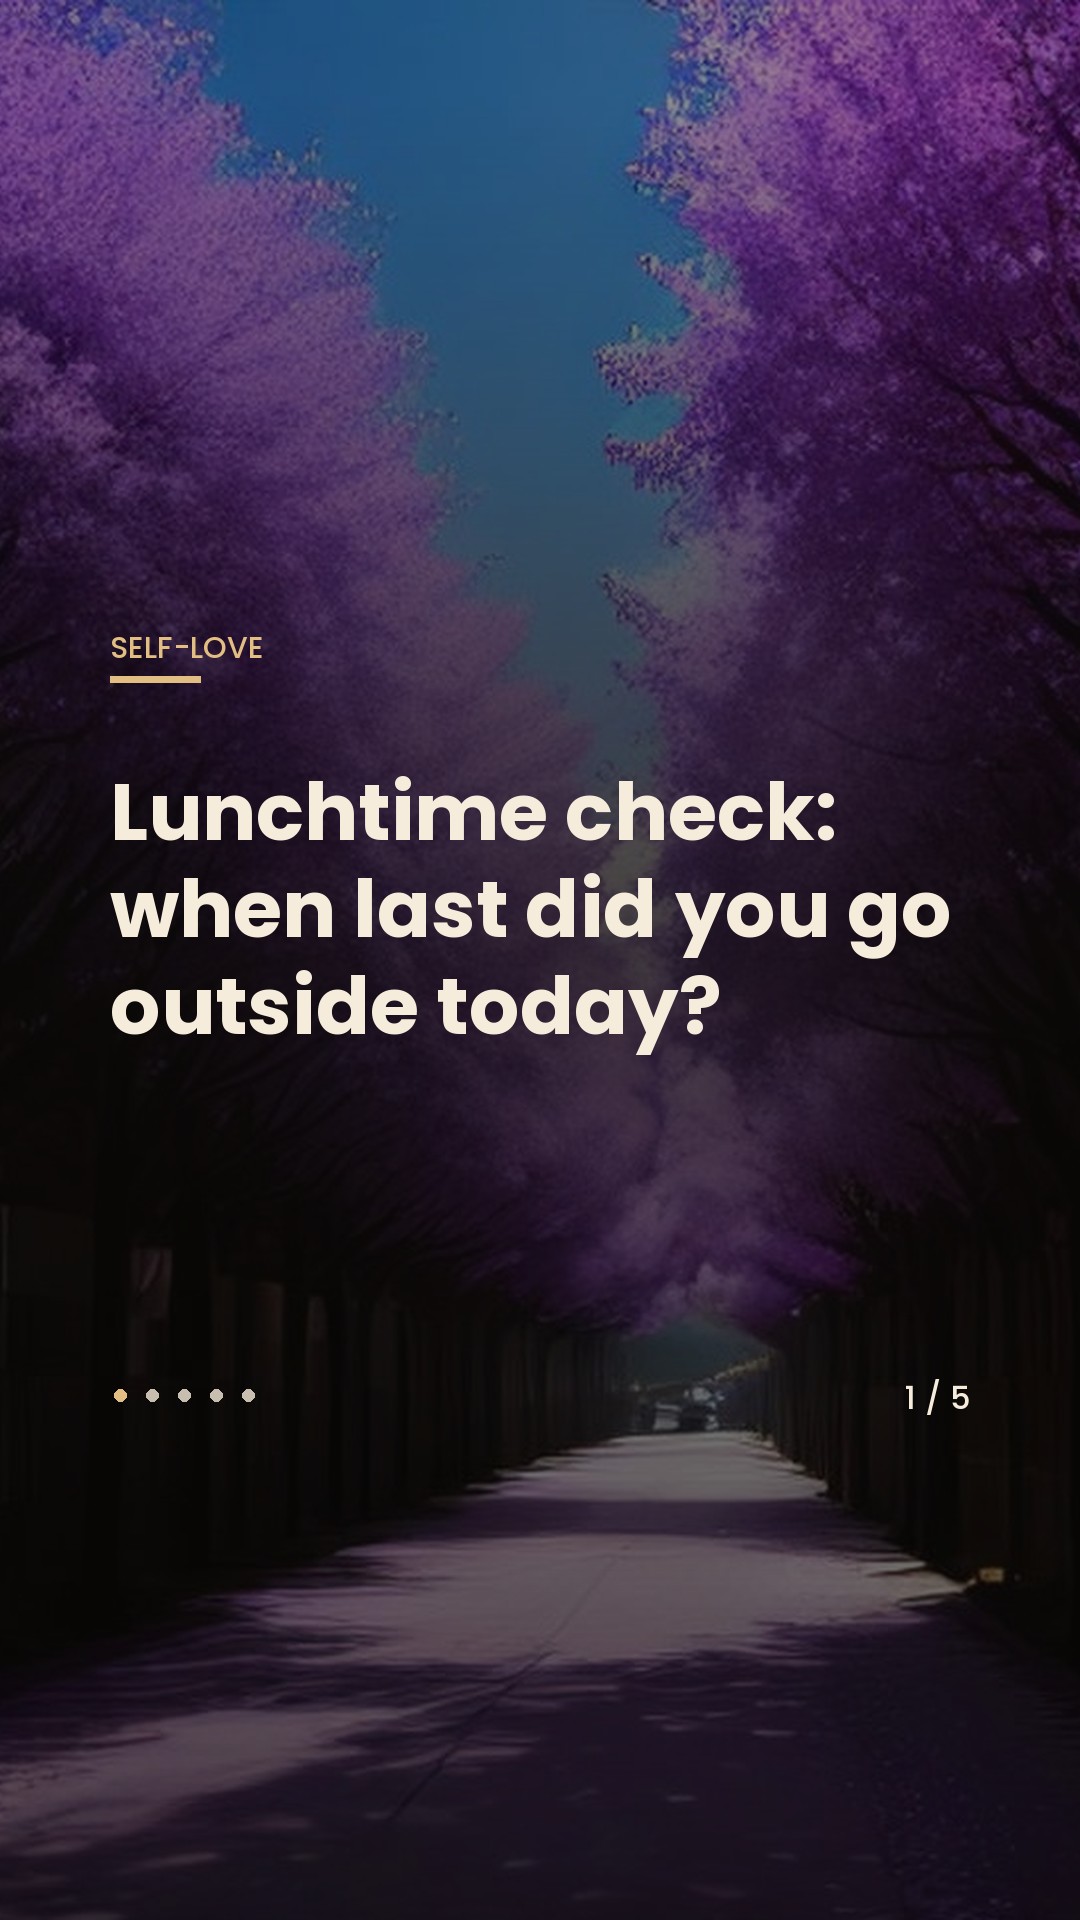 SELF-LOVE
Lunchtime check:
when last did you go
outside today?
1 / 5